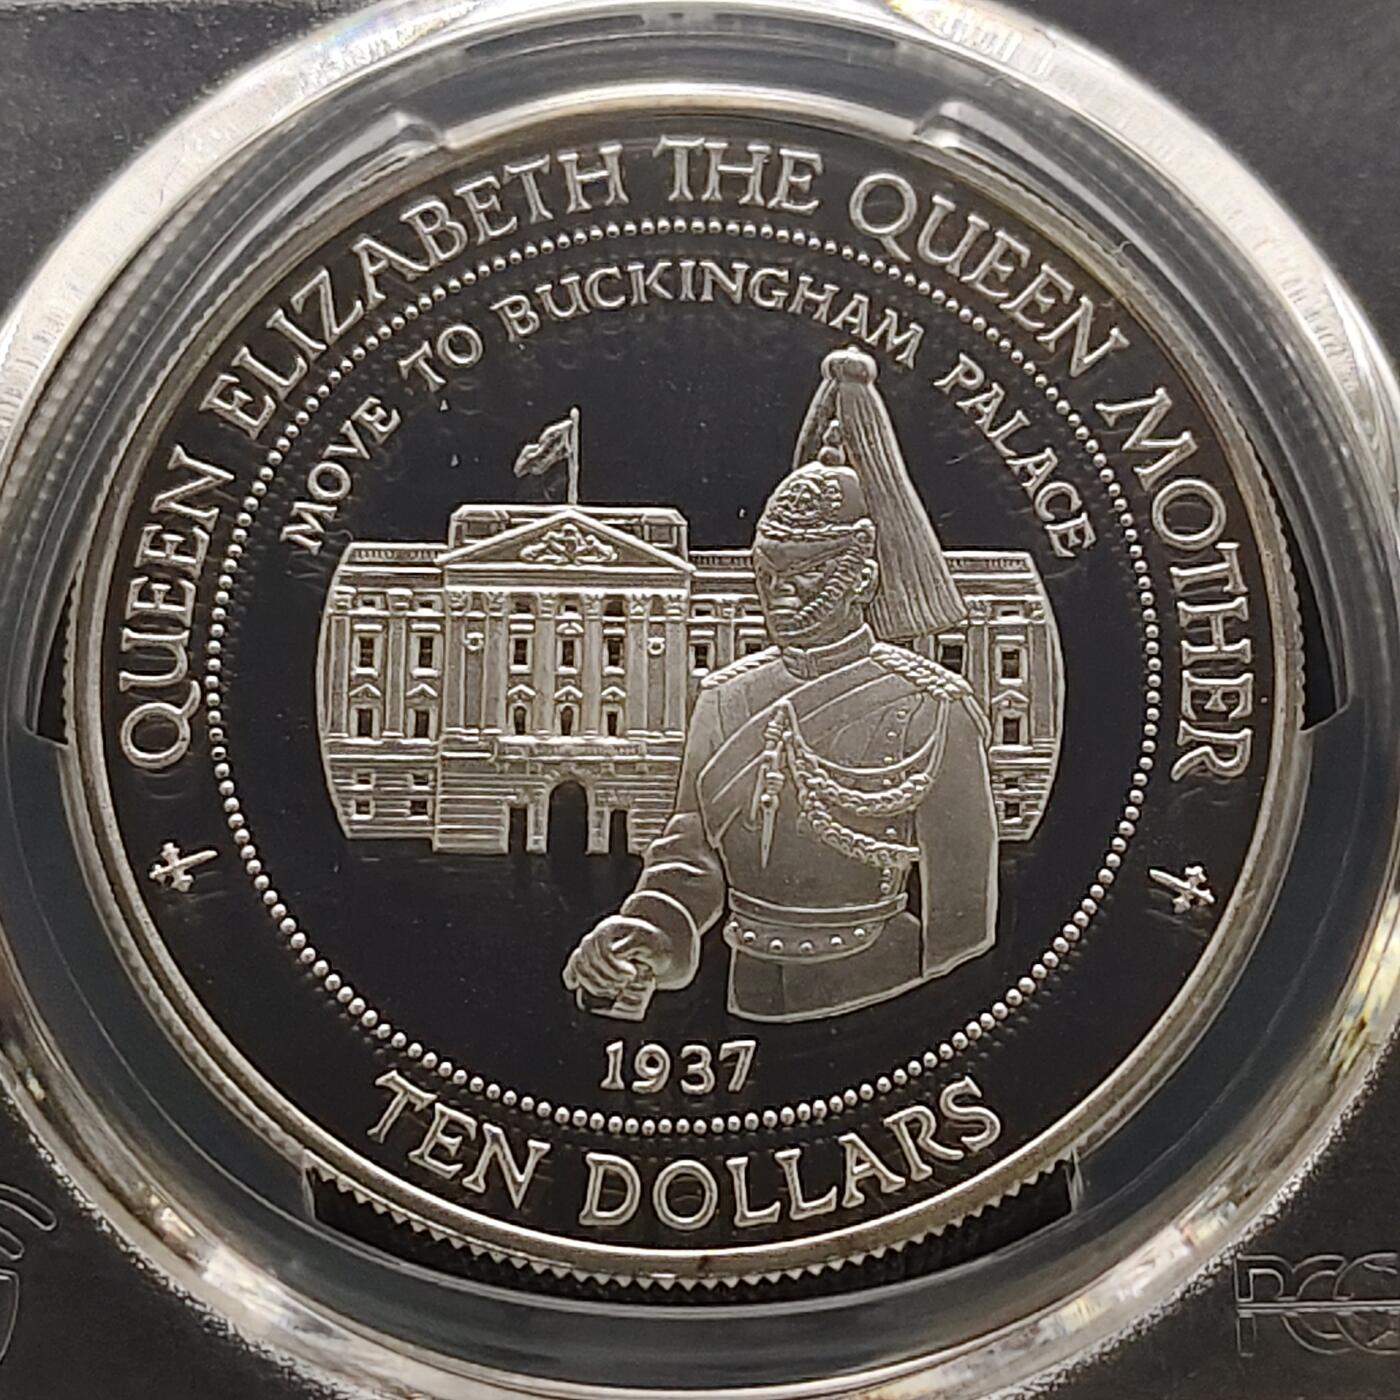 QUEEN ELIZABETH THE QUEEN MOTHER
MOVE TO BUCKINGHAM PALACE
1937
TEN DOLLARS